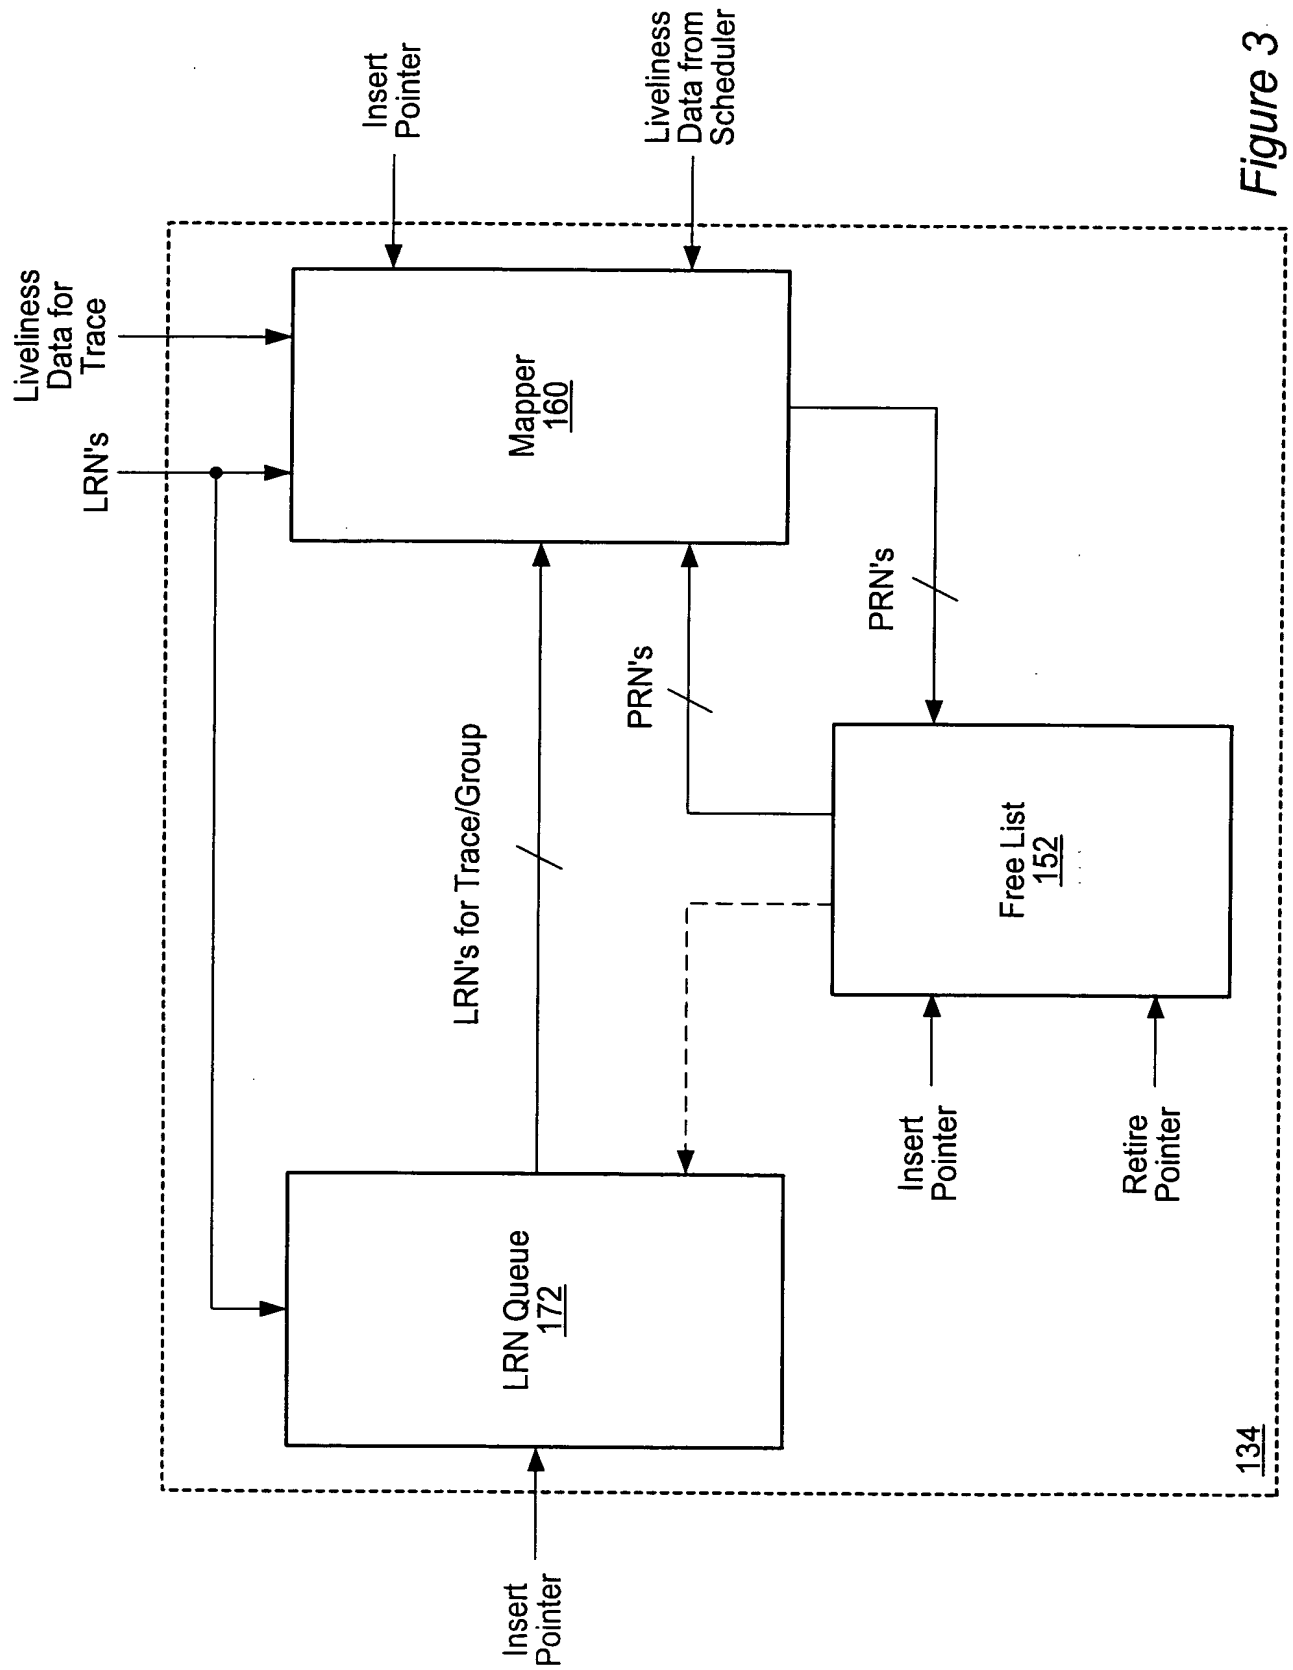 Insert
Pointer
LRN Queue
172
LRN's
Liveliness
Data for
Trace
LRN's for Trace/Group
PRN's
PRN's
Mapper
160
Insert
Pointer
Liveliness
Data from
Scheduler
Insert
Pointer
Retire
Pointer
Free List
152
134
Figure 3